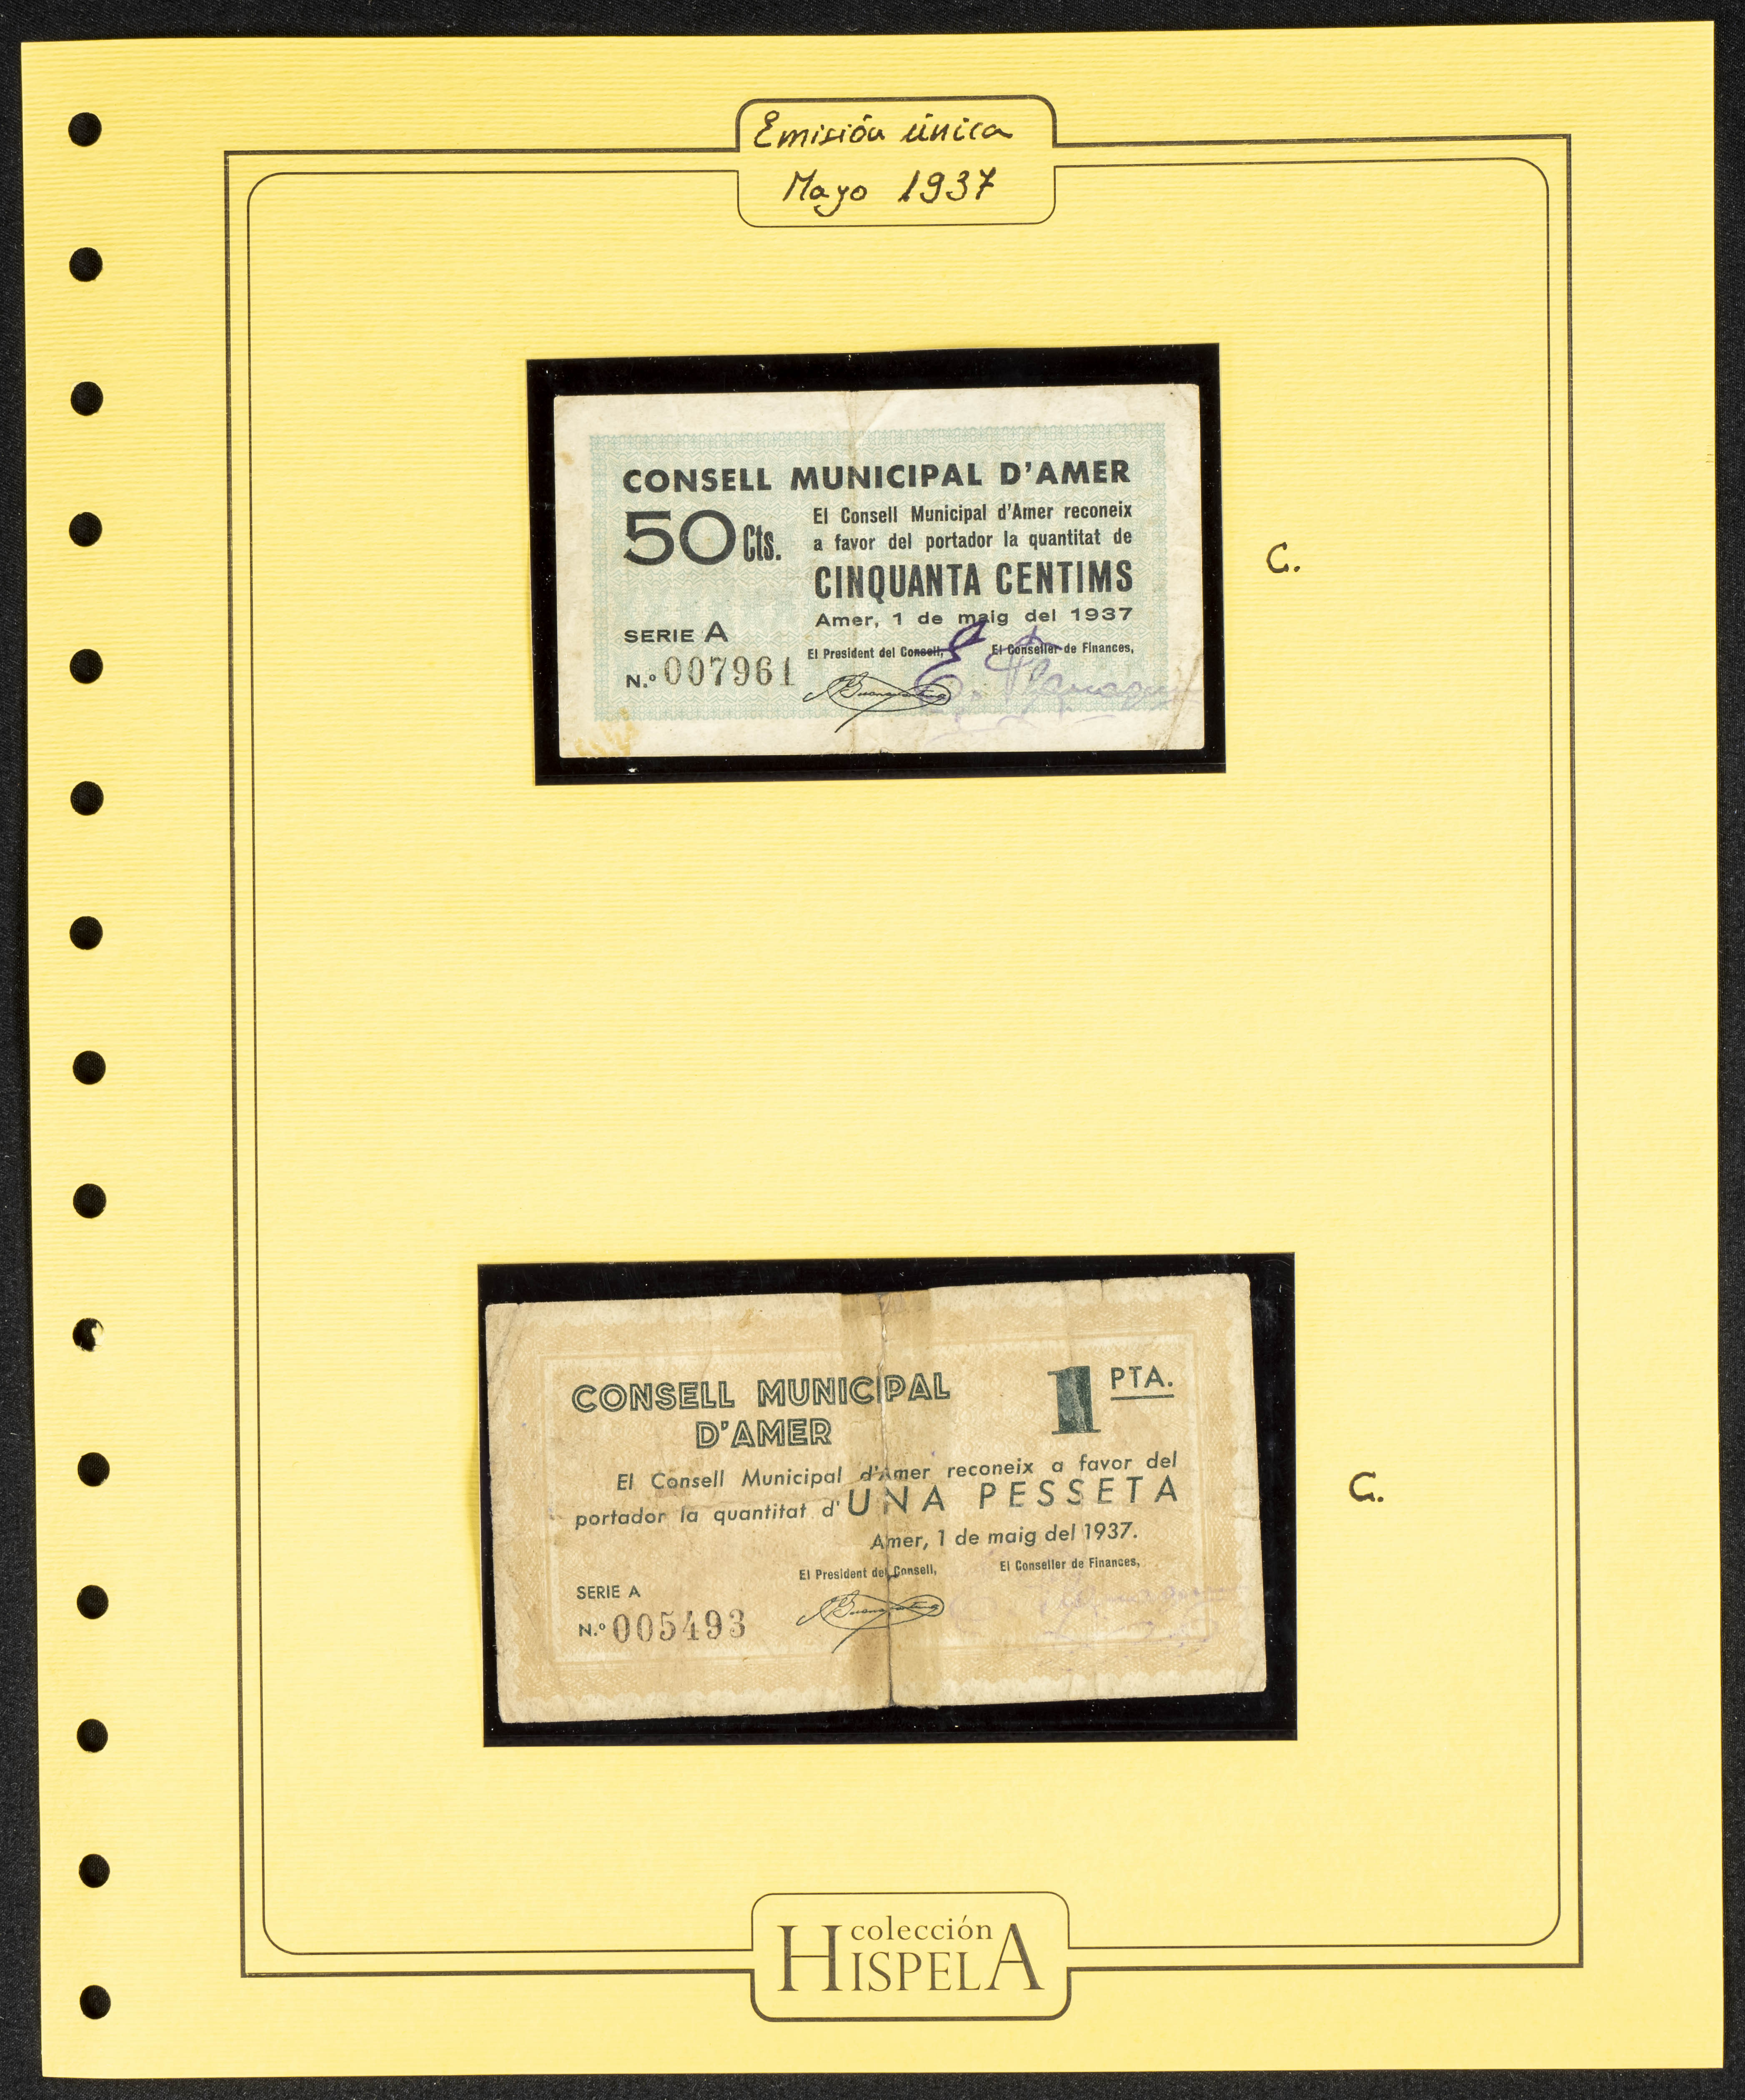 Emisión única
Mayo 1937
CONSELL MUNICIPAL D'AMER
50 Cts.
El Consell Municipal d'Amer reconeix
a favor del portador la quantitat de
CINQUANTA CENTIMS
Amer, 1 de maig del 1937
SERIE A
El President del Consell,
El Conseller de Finances,
N.º 007961
C.
CONSELL MUNICIPAL
D'AMER
1 PTA.
El Consell Municipal d'Amer reconeix a favor del
portador la quantitat d' UNA PESSETA
Amer, 1 de maig del 1937.
El President del Consell,
El Conseller de Finances,
SERIE A
N.º 005493
C.
colección
HISPELA